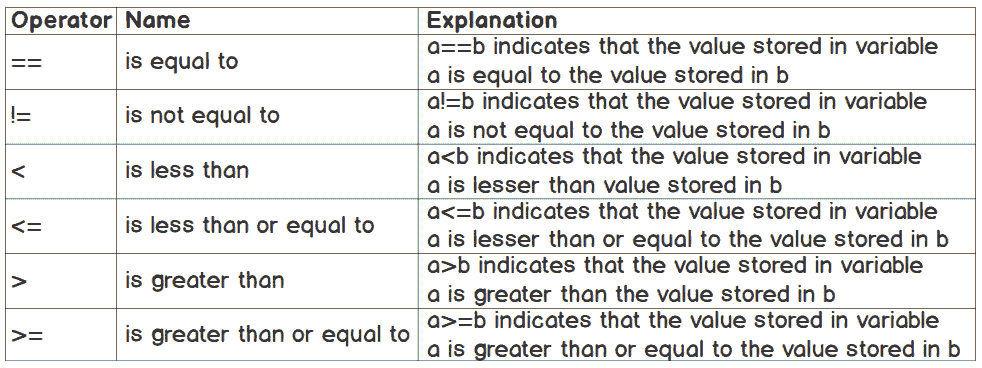 Operator Name Explanation
== is equal to a==b indicates that the value stored in variable
a is equal to the value stored in b
!= is not equal to a!=b indicates that the value stored in variable
a is not equal to the value stored in b
< is less than a<b indicates that the value stored in variable
a is lesser than value stored in b
<= is less than or equal to a<=b indicates that the value stored in variable
a is lesser than or equal to the value stored in b
> is greater than a>b indicates that the value stored in variable
a is greater than the value stored in b
>= is greater than or equal to a>=b indicates that the value stored in variable
a is greater than or equal to the value stored in b